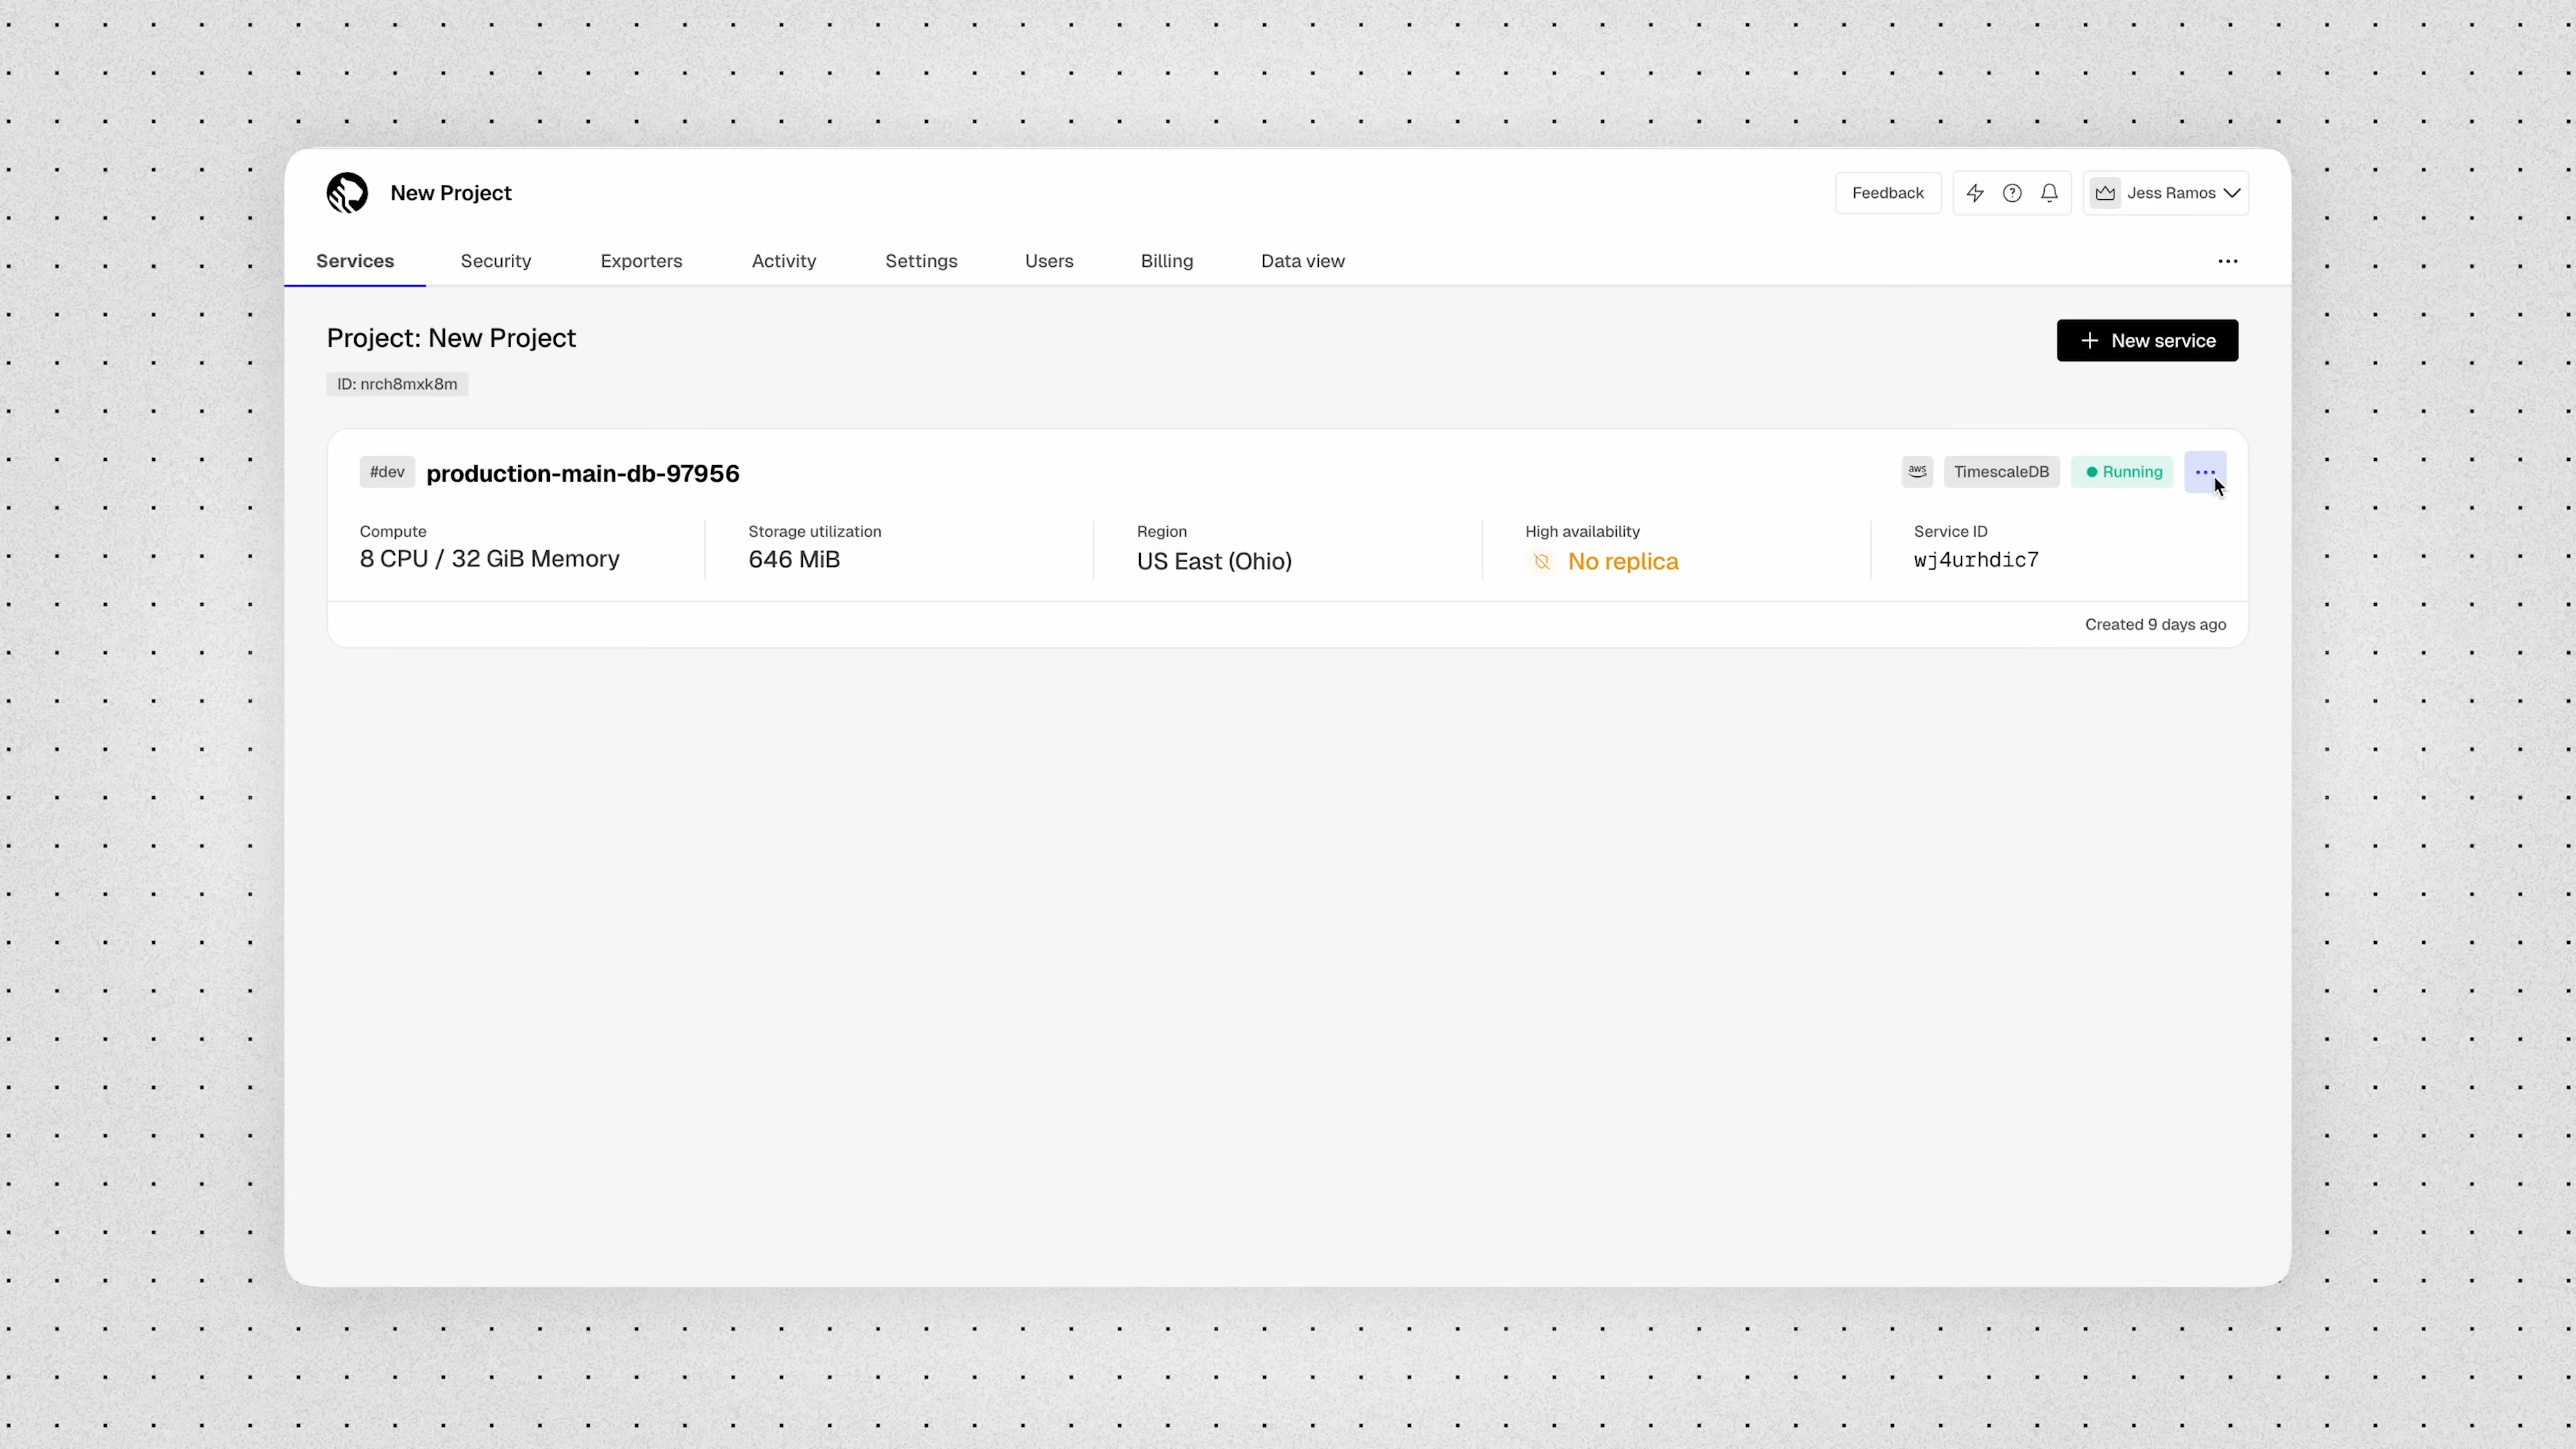 New Project
Feedback
Jess Ramos
Services Security Exporters Activity Settings Users Billing Data view
Project: New Project
New service
ID: nrch8mxk8m
#dev production-main-db-97956
aws TimescaleDB Running
Compute
8 CPU / 32 GiB Memory
Storage utilization
646 MiB
Region
US East (Ohio)
High availability
No replica
Service ID
wj4urhdic7
Created 9 days ago